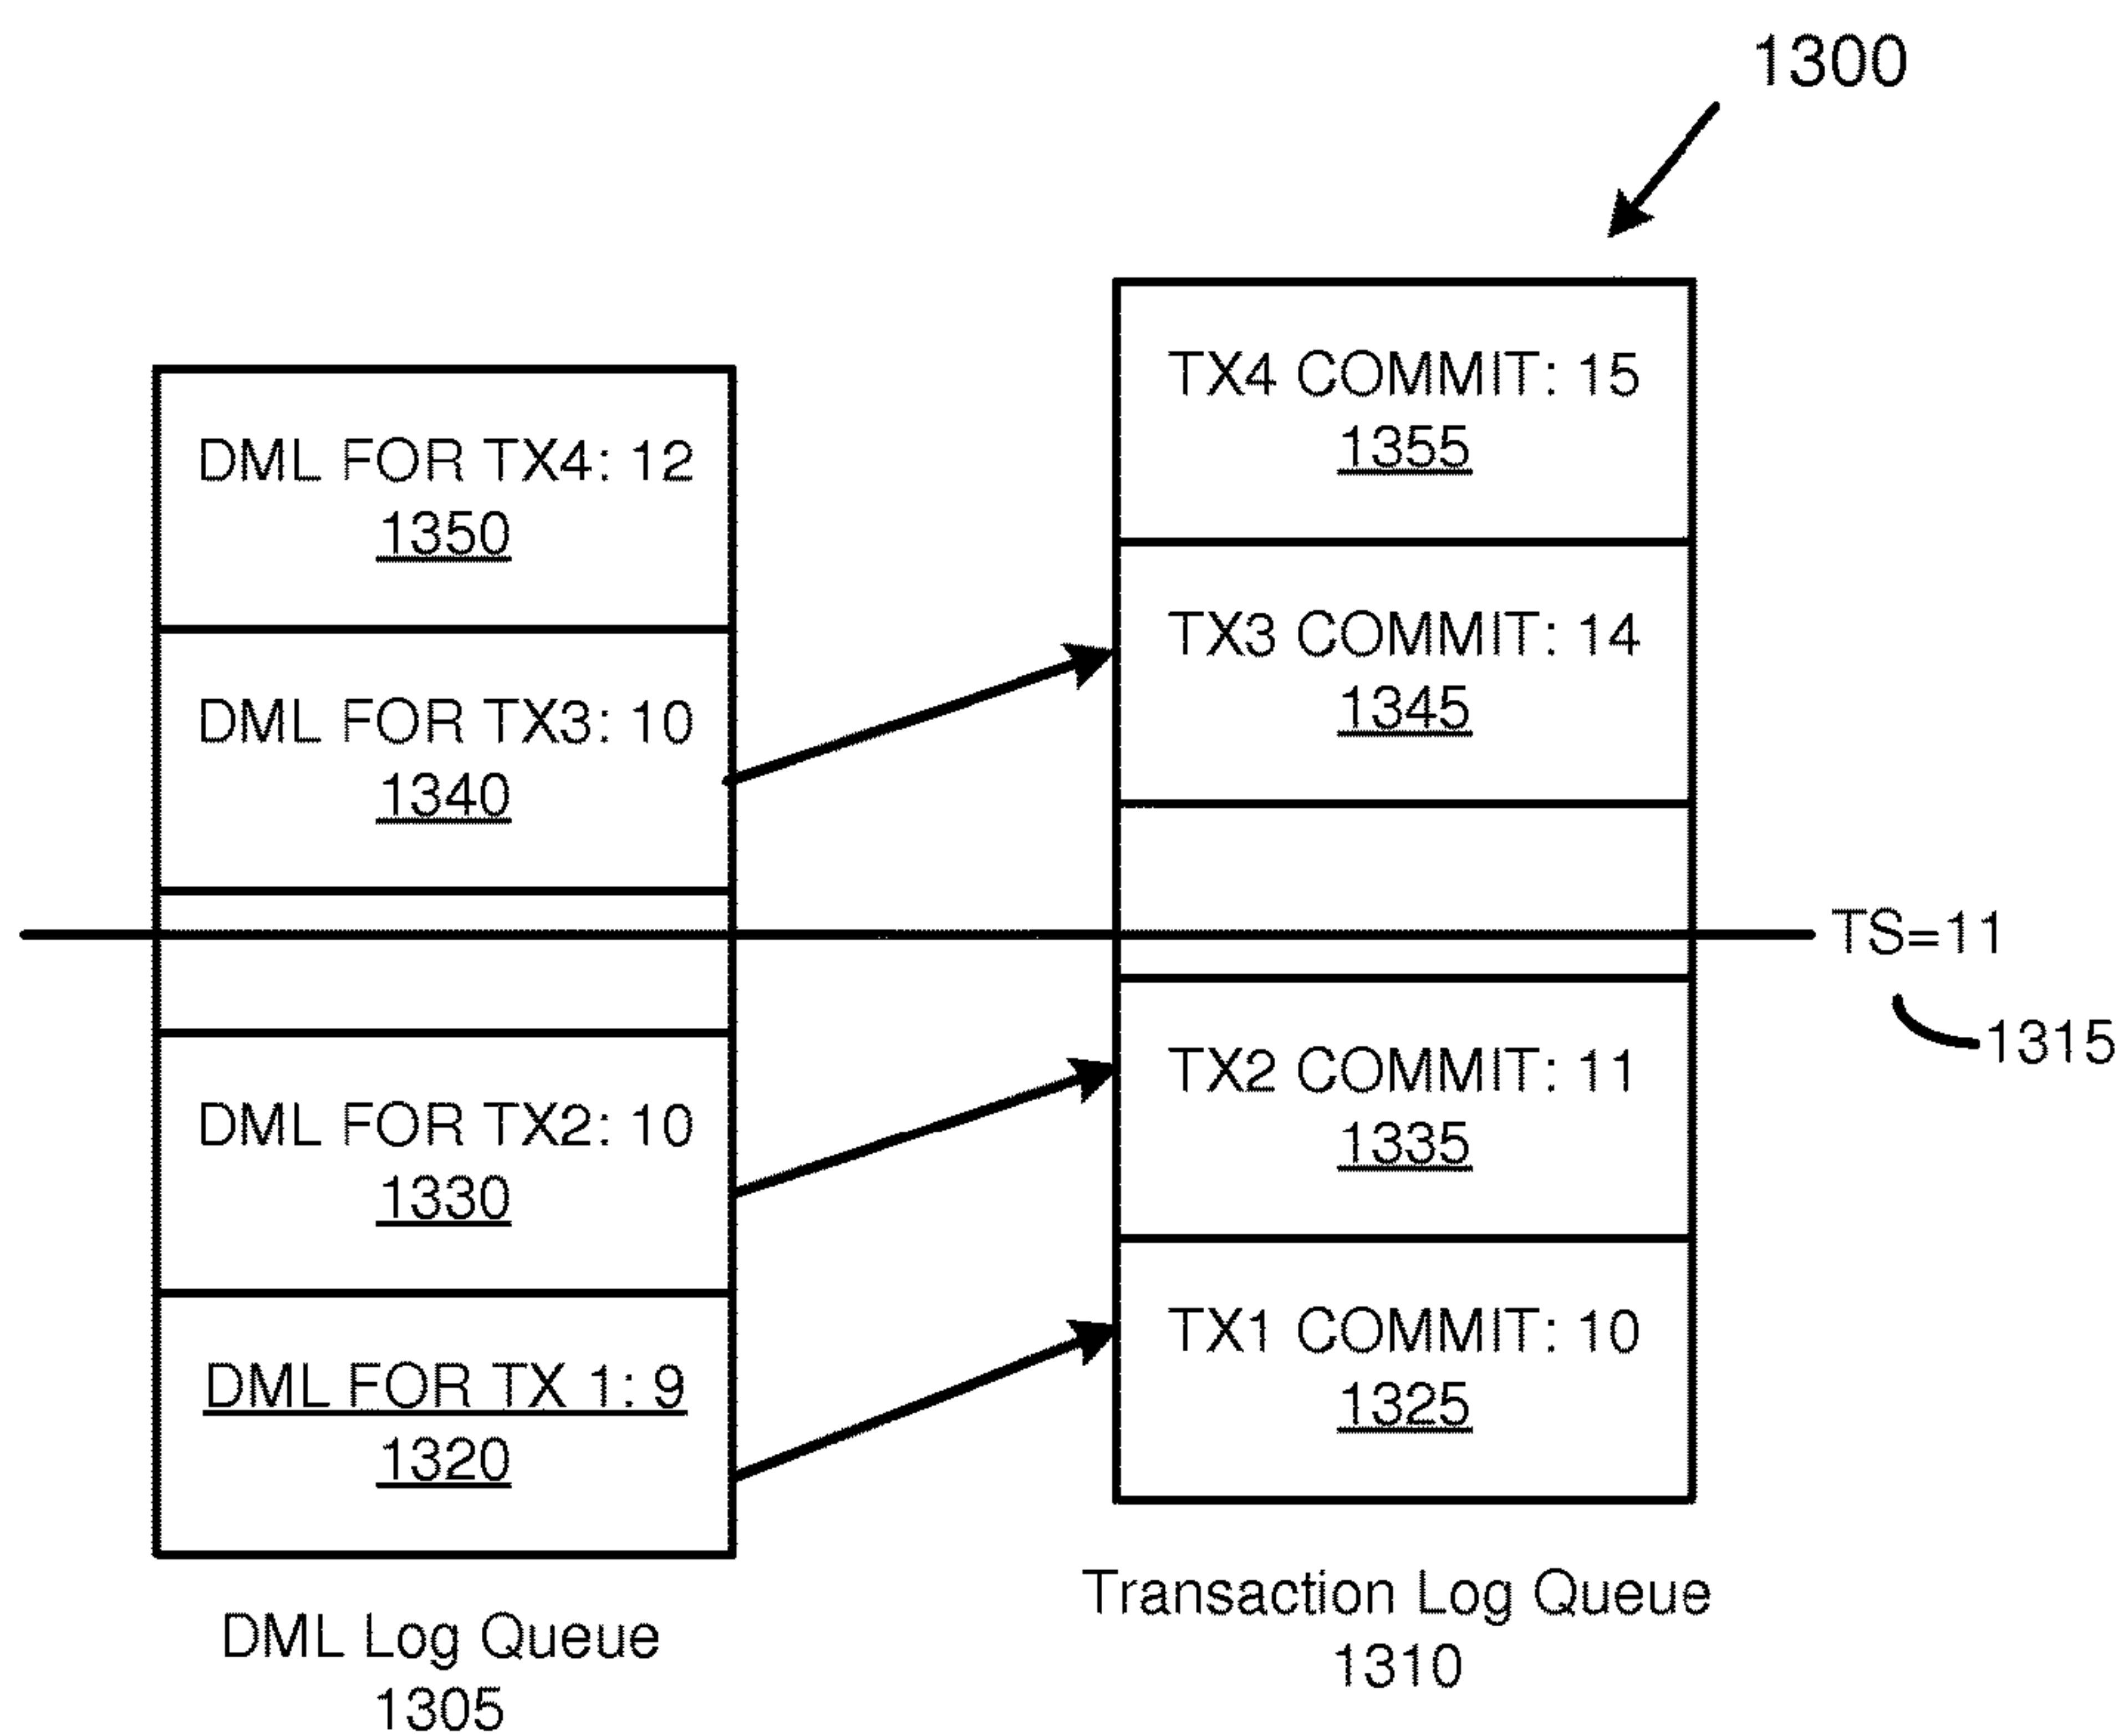 1300
DML FOR TX4: 12
1350
DML FOR TX3: 10
1340
DML FOR TX2: 10
1330
DML FOR TX 1: 9
1320
DML Log Queue
1305
TX4 COMMIT: 15
1355
TX3 COMMIT: 14
1345
TX2 COMMIT: 11
1335
TX1 COMMIT: 10
1325
Transaction Log Queue
1310
TS=11
1315